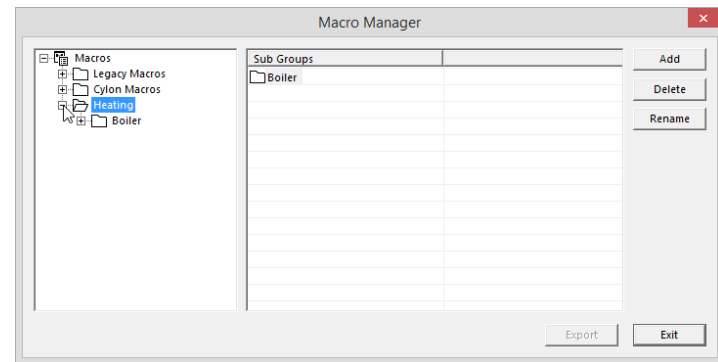 Macro Manager
Macros
Legacy Macros
Cylon Macros
Heating
Boiler
Sub Groups
Boiler
Add
Delete
Rename
Export
Exit